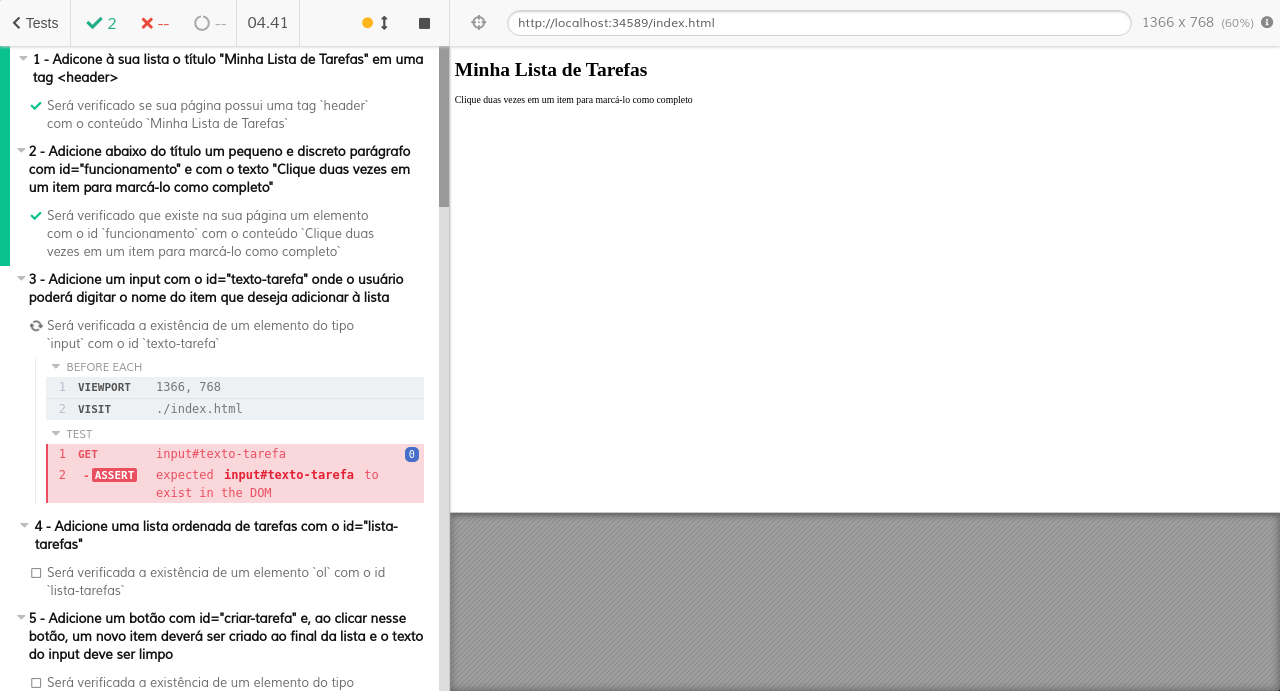 Tests 2 -- -- 04.41
http://localhost:34589/index.html 1366 x 768 (60%)
1 - Adicone à sua lista o título "Minha Lista de Tarefas" em uma
tag <header>
Será verificado se sua página possui uma tag `header`
com o conteúdo `Minha Lista de Tarefas`
2 - Adicione abaixo do título um pequeno e discreto parágrafo
com id="funcionamento" e com o texto "Clique duas vezes em
um item para marcá-lo como completo"
Será verificado que existe na sua página um elemento
com o id `funcionamento` com o conteúdo `Clique duas
vezes em um item para marcá-lo como completo`
3 - Adicione um input com o id="texto-tarefa" onde o usuário
poderá digitar o nome do item que deseja adicionar à lista
Será verificada a existência de um elemento do tipo
`input` com o id `texto-tarefa`
BEFORE EACH
1 VIEWPORT 1366, 768
2 VISIT ./index.html
TEST
1 GET input#texto-tarefa 0
2 -ASSERT expected input#texto-tarefa to
exist in the DOM
4 - Adicione uma lista ordenada de tarefas com o id="lista-
tarefas"
Será verificada a existência de um elemento `ol` com o id
`lista-tarefas`
5 - Adicione um botão com id="criar-tarefa" e, ao clicar nesse
botão, um novo item deverá ser criado ao final da lista e o texto
do input deve ser limpo
Será verificada a existência de um elemento do tipo
Minha Lista de Tarefas
Clique duas vezes em um item para marcá-lo como completo